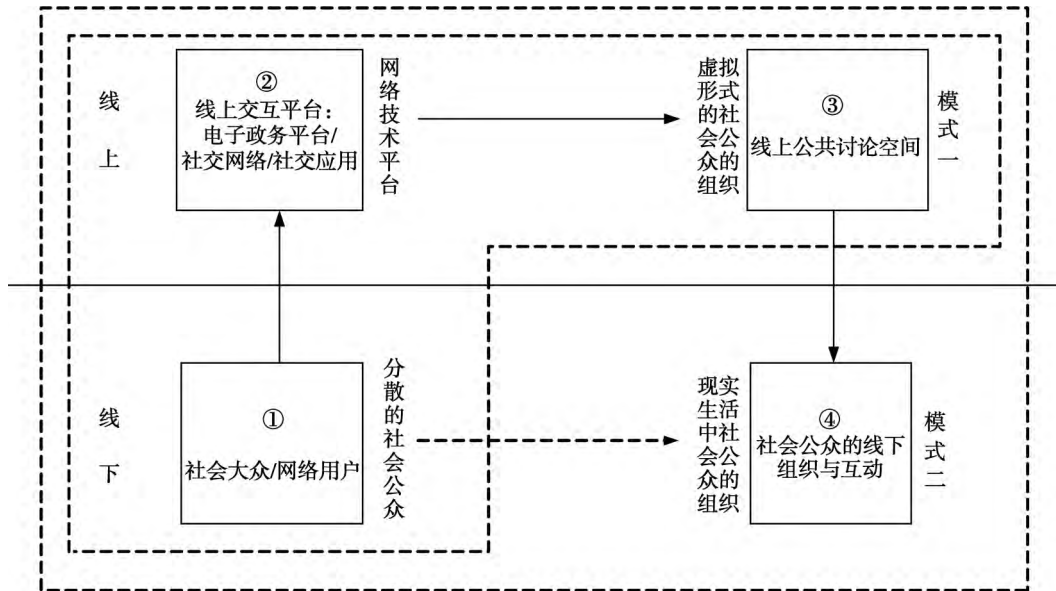 线上
②
线上交互平台：
电子政务平台/
社交网络/社交应用
网络技术平台
虚拟形式的社会公众的组织
③
线上公共讨论空间
模式一
线下
①
社会大众/网络用户
分散的社会公众
现实生活中社会公众的组织
④
社会公众的线下
组织与互动
模式二